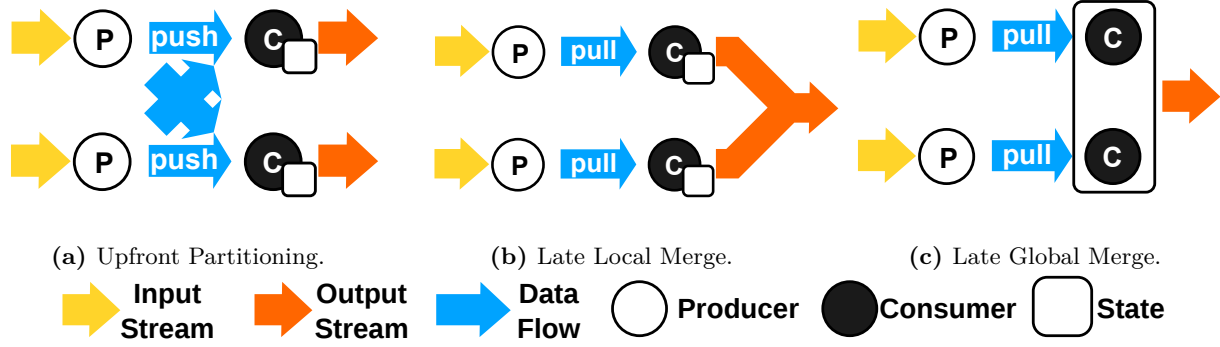 P push C
P push C
(a) Upfront Partitioning.
P pull C
P pull C
(b) Late Local Merge.
P pull C
P pull C
(c) Late Global Merge.
Input
Stream
Output
Stream
Data
Flow
Producer
Consumer
State